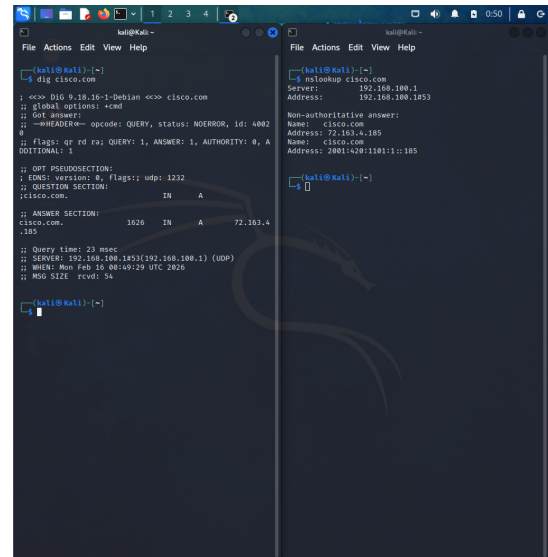 1 2 3 4
0:50
kali@Kali: ~
File Actions Edit View Help
(kali㉿Kali)-[~]
$ dig cisco.com
; <<>> DiG 9.18.16-1-Debian <<>> cisco.com
;; global options: +cmd
;; Got answer:
;; ->>HEADER<<- opcode: QUERY, status: NOERROR, id: 4002
0
;; flags: qr rd ra; QUERY: 1, ANSWER: 1, AUTHORITY: 0, A
DDITIONAL: 1
;; OPT PSEUDOSECTION:
; EDNS: version: 0, flags:; udp: 1232
;; QUESTION SECTION:
;cisco.com. IN A
;; ANSWER SECTION:
cisco.com. 1626 IN A 72.163.4
.185
;; Query time: 23 msec
;; SERVER: 192.168.100.1#53(192.168.100.1) (UDP)
;; WHEN: Mon Feb 16 00:49:29 UTC 2026
;; MSG SIZE rcvd: 54
(kali㉿Kali)-[~]
$
kali@Kali: ~
File Actions Edit View Help
(kali㉿Kali)-[~]
$ nslookup cisco.com
Server: 192.168.100.1
Address: 192.168.100.1#53
Non-authoritative answer:
Name: cisco.com
Address: 72.163.4.185
Name: cisco.com
Address: 2001:420:1101:1::185
(kali㉿Kali)-[~]
$